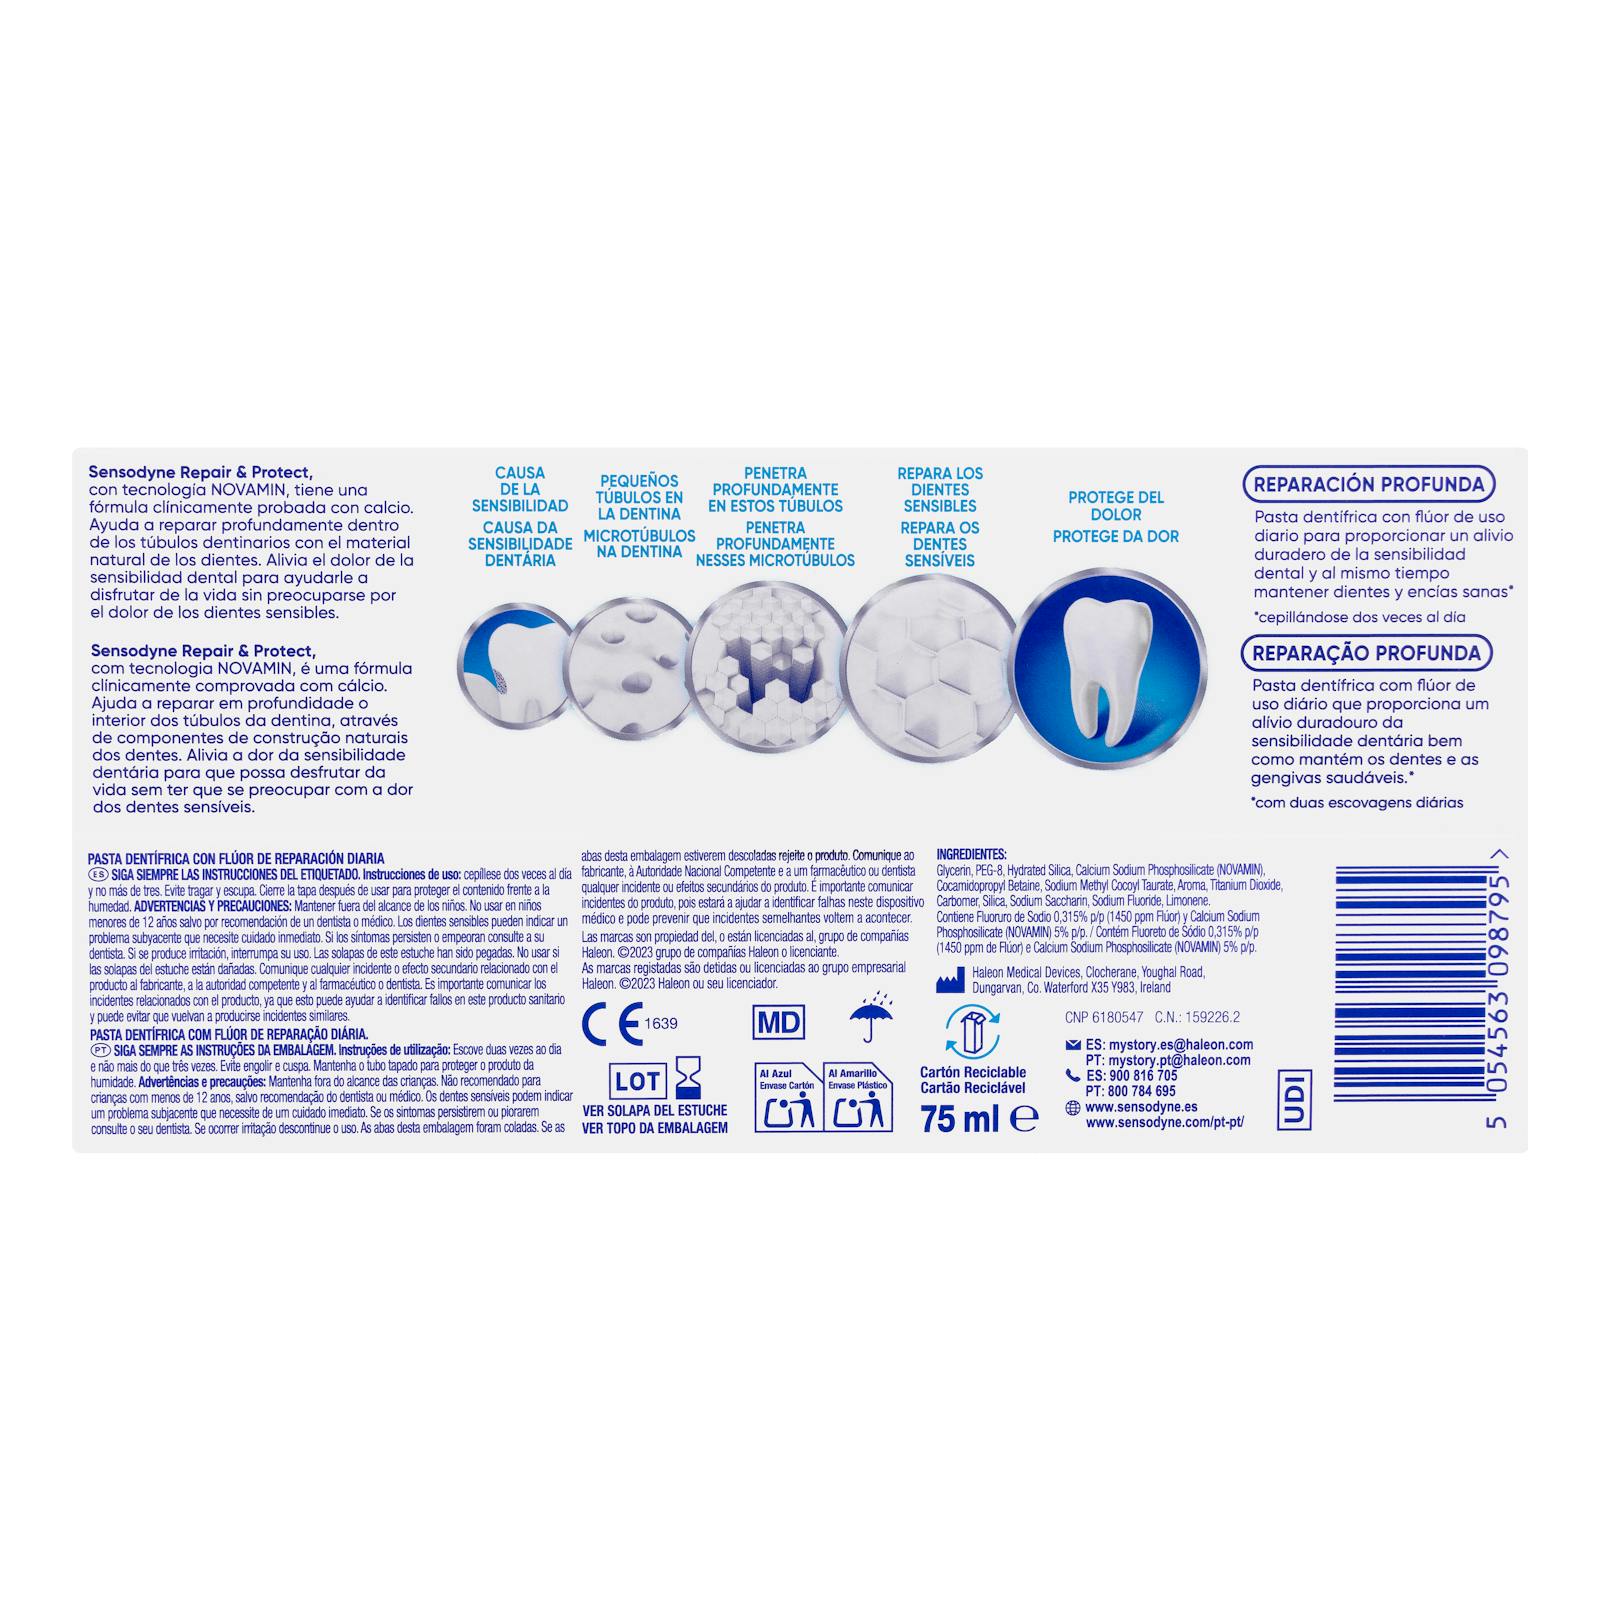 Sensodyne Repair & Protect,
con tecnología NOVAMIN, tiene una
fórmula clínicamente probada con calcio.
Ayuda a reparar profundamente dentro
de los túbulos dentinarios con el material
natural de los dientes. Alivia el dolor de la
sensibilidad dental para ayudarle a
disfrutar de la vida sin preocuparse por
el dolor de los dientes sensibles.
Sensodyne Repair & Protect,
com tecnologia NOVAMIN, é uma fórmula
clínicamente comprovada com cálcio.
Ajuda a reparar em profundidade o
interior dos túbulos da dentina, através
de componentes de construção naturais
dos dentes. Alivia a dor da sensibilidade
dentária para que possa desfrutar da
vida sem ter que se preocupar com a dor
dos dentes sensíveis.
CAUSA
DE LA
SENSIBILIDAD
CAUSA DA
SENSIBILIDADE
DENTÁRIA
PEQUEÑOS
TÚBULOS EN
LA DENTINA
MICROTÚBULOS
NA DENTINA
PENETRA
PROFUNDAMENTE
EN ESTOS TÚBULOS
PENETRA
PROFUNDAMENTE
NESSES MICROTÚBULOS
REPARA LOS
DIENTES
SENSIBLES
REPARA OS
DENTES
SENSÍVEIS
PROTEGE DEL
DOLOR
PROTEGE DA DOR
REPARACIÓN PROFUNDA
Pasta dentífrica con flúor de uso
diario para proporcionar un alivio
duradero de la sensibilidad
dental y al mismo tiempo
mantener dientes y encías sanas*
*cepillándose dos veces al día
REPARAÇÃO PROFUNDA
Pasta dentífrica com flúor de
uso diário que proporciona um
alívio duradouro da
sensibilidade dentária bem
como mantém os dentes e as
gengivas saudáveis.*
*com duas escovagens diárias
PASTA DENTÍFRICA CON FLÚOR DE REPARACIÓN DIARIA
ES SIGA SIEMPRE LAS INSTRUCCIONES DEL ETIQUETADO. Instrucciones de uso: cepíllese dos veces al día
y no más de tres. Evite tragar y escupa. Cierre la tapa después de usar para proteger el contenido frente a la
humedad. ADVERTENCIAS Y PRECAUCIONES: Mantener fuera del alcance de los niños. No usar en niños
menores de 12 años salvo por recomendación de un dentista o médico. Los dientes sensibles pueden indicar un
problema subyacente que necesite cuidado inmediato. Si los síntomas persisten o empeoran consulte a su
dentista. Si se produce irritación, interrumpa su uso. Las solapas de este estuche han sido pegadas. No usar si
las solapas del estuche están dañadas. Comunique cualquier incidente o efecto secundario relacionado con el
producto al fabricante, a la autoridad competente y al farmacéutico o dentista. Es importante comunicar los
incidentes relacionados con el producto, ya que esto puede ayudar a identificar fallos en este producto sanitario
y puede evitar que vuelvan a producirse incidentes similares.
PASTA DENTÍFRICA COM FLÚOR DE REPARAÇÃO DIÁRIA.
PT SIGA SEMPRE AS INSTRUÇÕES DA EMBALAGEM. Instruções de utilização: Escove duas vezes ao dia
e não mais do que três vezes. Evite engolir e cuspa. Mantenha o tubo tapado para proteger o produto da
humidade. Advertências e precauções: Mantenha fora do alcance das crianças. Não recomendado para
crianças com menos de 12 anos, salvo recomendação do dentista ou médico. Os dentes sensíveis podem indicar
um problema subjacente que necessite de um cuidado imediato. Se os sintomas persistirem ou piorarem
consulte o seu dentista. Se ocorrer irritação descontinue o uso. As abas desta embalagem foram coladas. Se as
abas desta embalagem estiverem descoladas rejeite o produto. Comunique ao
fabricante, à Autoridade Nacional Competente e a um farmacêutico ou dentista
qualquer incidente ou efeitos secundários do produto. É importante comunicar
incidentes do produto, pois estará a ajudar a identificar falhas neste dispositivo
médico e pode prevenir que incidentes semelhantes voltem a acontecer.
Las marcas son propiedad del, o están licenciadas al, grupo de compañías
Haleon. ©2023 grupo de compañías Haleon o licenciante.
As marcas registadas são detidas ou licenciadas ao grupo empresarial
Haleon. ©2023 Haleon ou seu licenciador.
CE 1639
MD
LOT
VER SOLAPA DEL ESTUCHE
VER TOPO DA EMBALAGEM
Al Azul
Envase Cartón
Al Amarillo
Envase Plástico
INGREDIENTES:
Glycerin, PEG-8, Hydrated Silica, Calcium Sodium Phosphosilicate (NOVAMIN),
Cocamidopropyl Betaine, Sodium Methyl Cocoyl Taurate, Aroma, Titanium Dioxide,
Carbomer, Silica, Sodium Saccharin, Sodium Fluoride, Limonene.
Contiene Fluoruro de Sodio 0,315% p/p (1450 ppm Flúor) y Calcium Sodium
Phosphosilicate (NOVAMIN) 5% p/p. / Contém Fluoreto de Sódio 0,315% p/p
(1450 ppm de Flúor) e Calcium Sodium Phosphosilicate (NOVAMIN) 5% p/p.
Haleon Medical Devices, Clocherane, Youghal Road,
Dungarvan, Co. Waterford X35 Y983, Ireland
Cartón Reciclable
Cartão Reciclável
75 ml e
CNP 6180547 C.N.: 159226.2
ES: mystory.es@haleon.com
PT: mystory.pt@haleon.com
ES: 900 816 705
PT: 800 784 695
www.sensodyne.es
www.sensodyne.com/pt-pt/
UDI
5 054563 098795 >